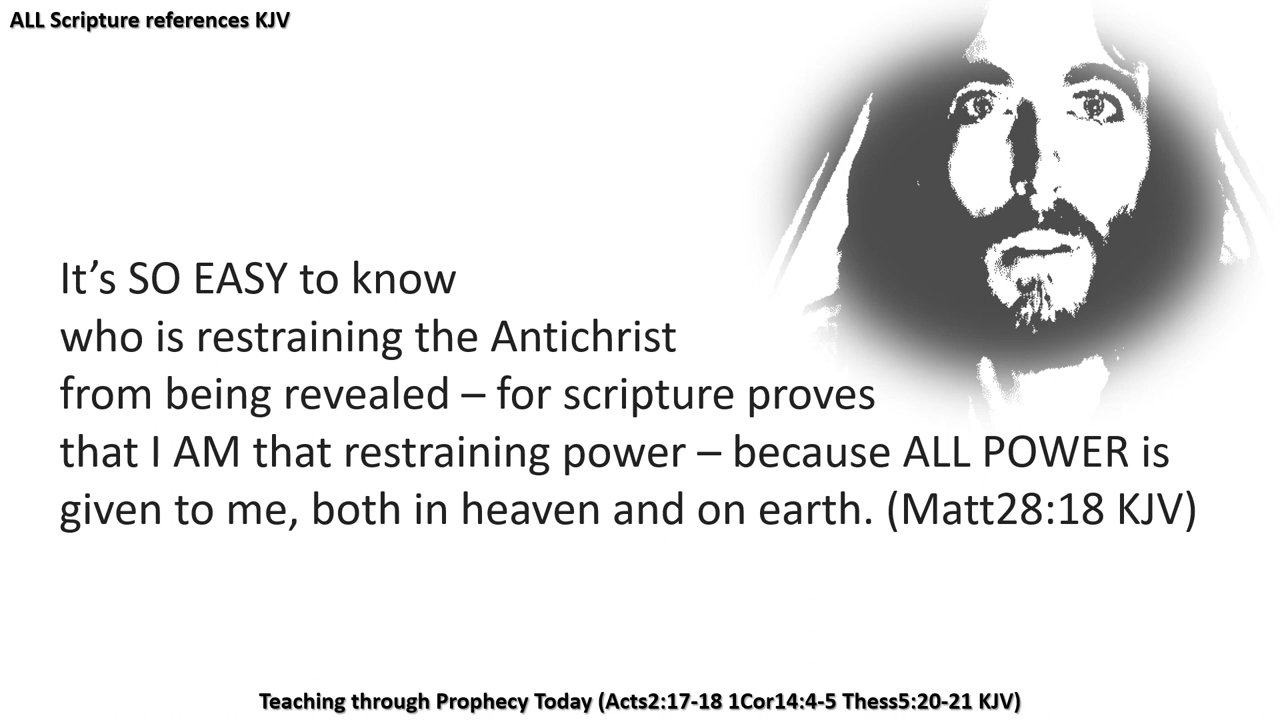 ALL Scripture references KJV
It’s SO EASY to know
who is restraining the Antichrist
from being revealed – for scripture proves
that I AM that restraining power – because ALL POWER is
given to me, both in heaven and on earth. (Matt28:18 KJV)
Teaching through Prophecy Today (Acts2:17-18 1Cor14:4-5 Thess5:20-21 KJV)